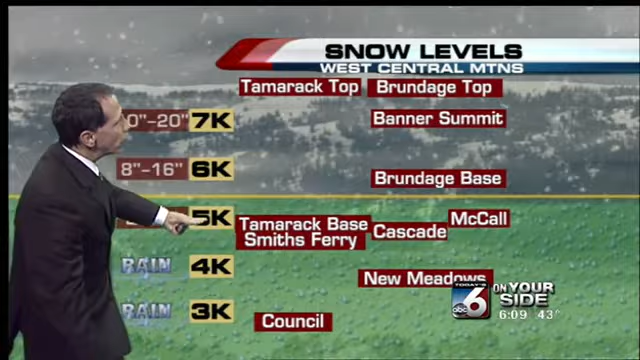 SNOW LEVELS
WEST CENTRAL MTNS
Tamarack Top Brundage Top
0"-20" 7K Banner Summit
8"-16" 6K Brundage Base
5K Tamarack Base Cascade McCall
Smiths Ferry
RAIN 4K New Meadows
RAIN 3K Council
TODAY'S
abc 6 ON YOUR SIDE
6:09 43°